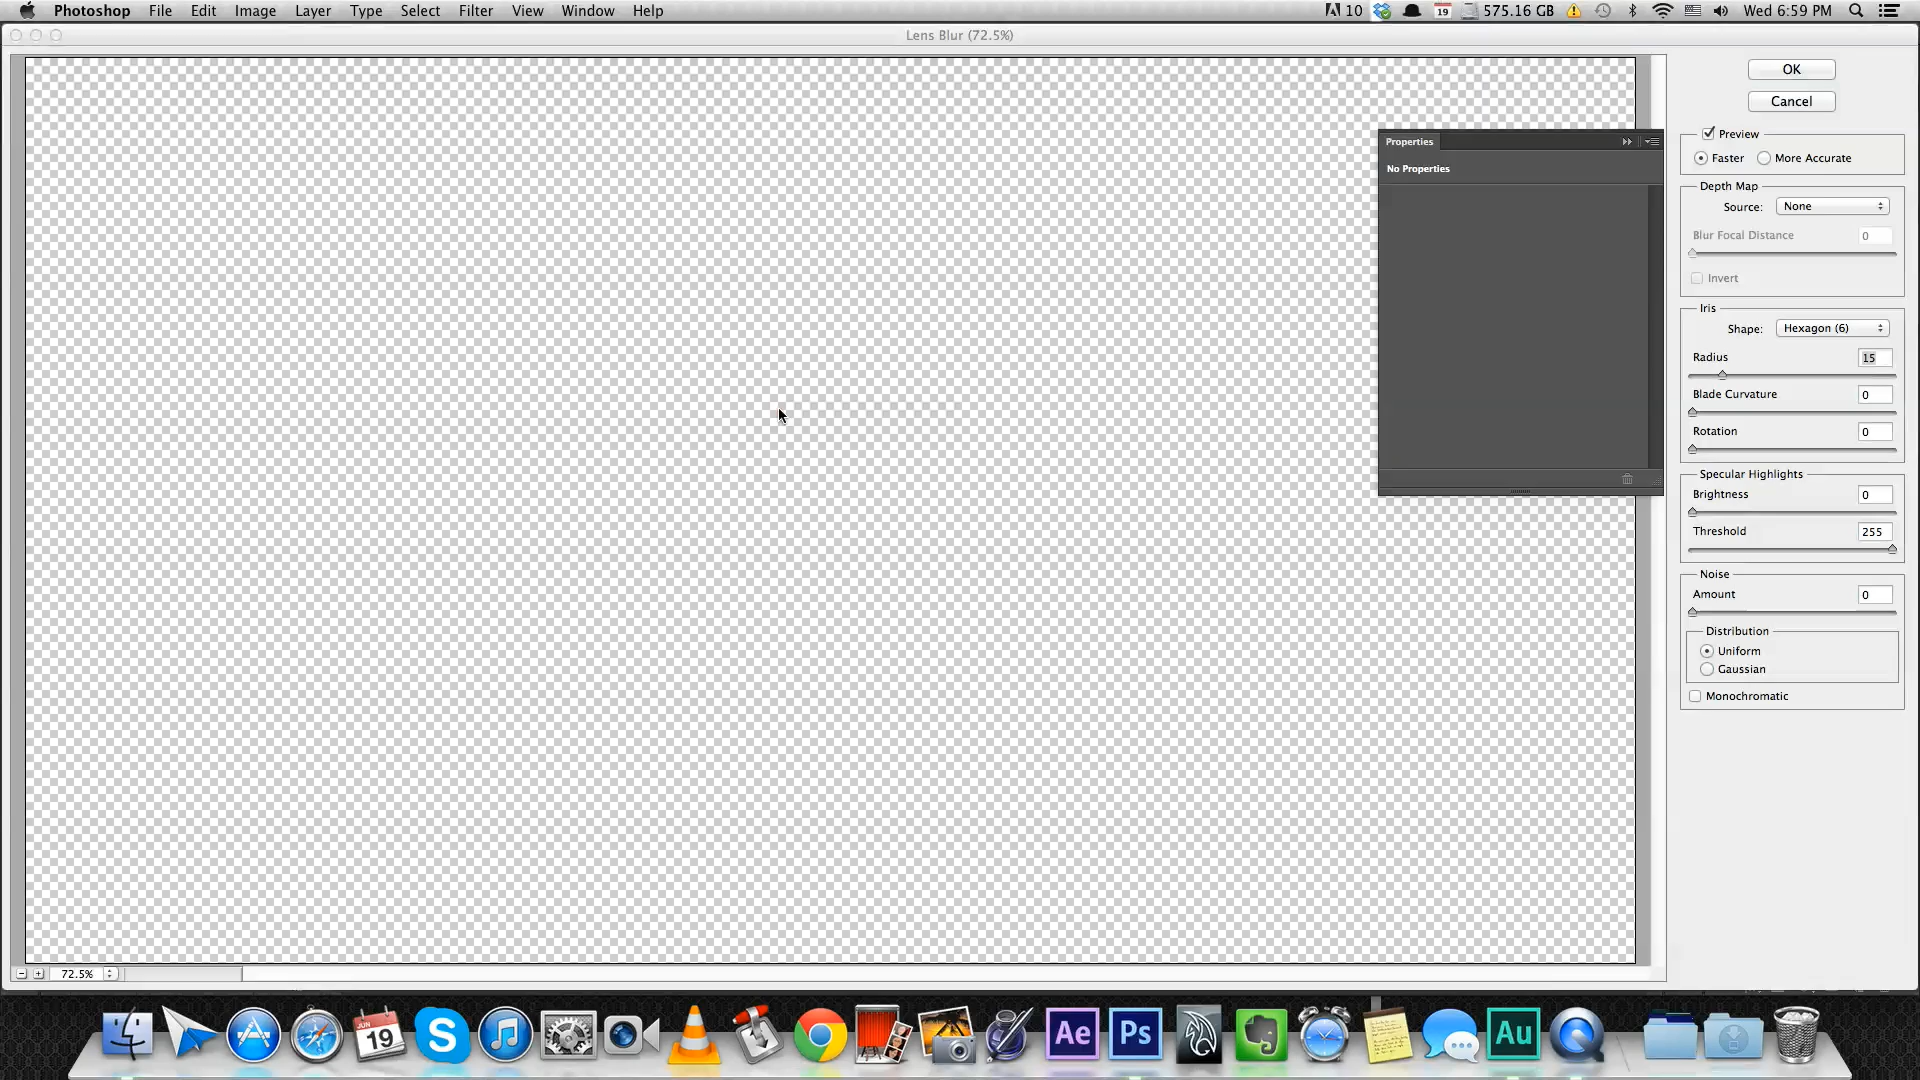 Photoshop File Edit Image Layer Type Select Filter View Window Help 10 19 575.16 GB Wed 6:59 PM
Lens Blur (72.5%)
OK
Cancel
Preview
Faster More Accurate
Depth Map
Source: None
Blur Focal Distance 0
Invert
Iris
Shape: Hexagon (6)
Radius 15
Blade Curvature 0
Rotation 0
Specular Highlights
Brightness 0
Threshold 255
Noise
Amount 0
Distribution
Uniform
Gaussian
Monochromatic
Properties
No Properties
72.5%
JUN
19
S
Ae
Ps
Au